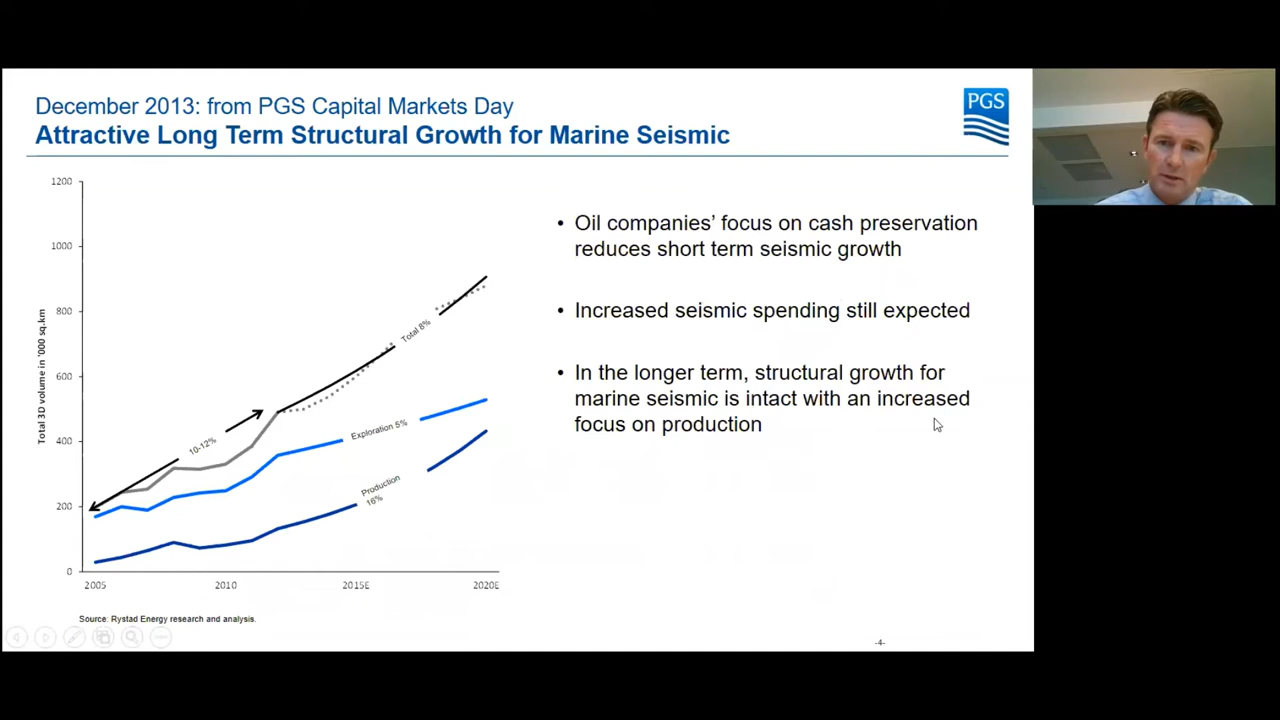 December 2013: from PGS Capital Markets Day
Attractive Long Term Structural Growth for Marine Seismic
PGS
1200
1000
800
600
400
200
0
Total 3D volume in '000 sq.km
10-12%
Total 8%
Exploration 5%
Production
16%
2005
2010
2015E
2020E
Source: Rystad Energy research and analysis.
• Oil companies’ focus on cash preservation
reduces short term seismic growth
• Increased seismic spending still expected
• In the longer term, structural growth for
marine seismic is intact with an increased
focus on production
-4-